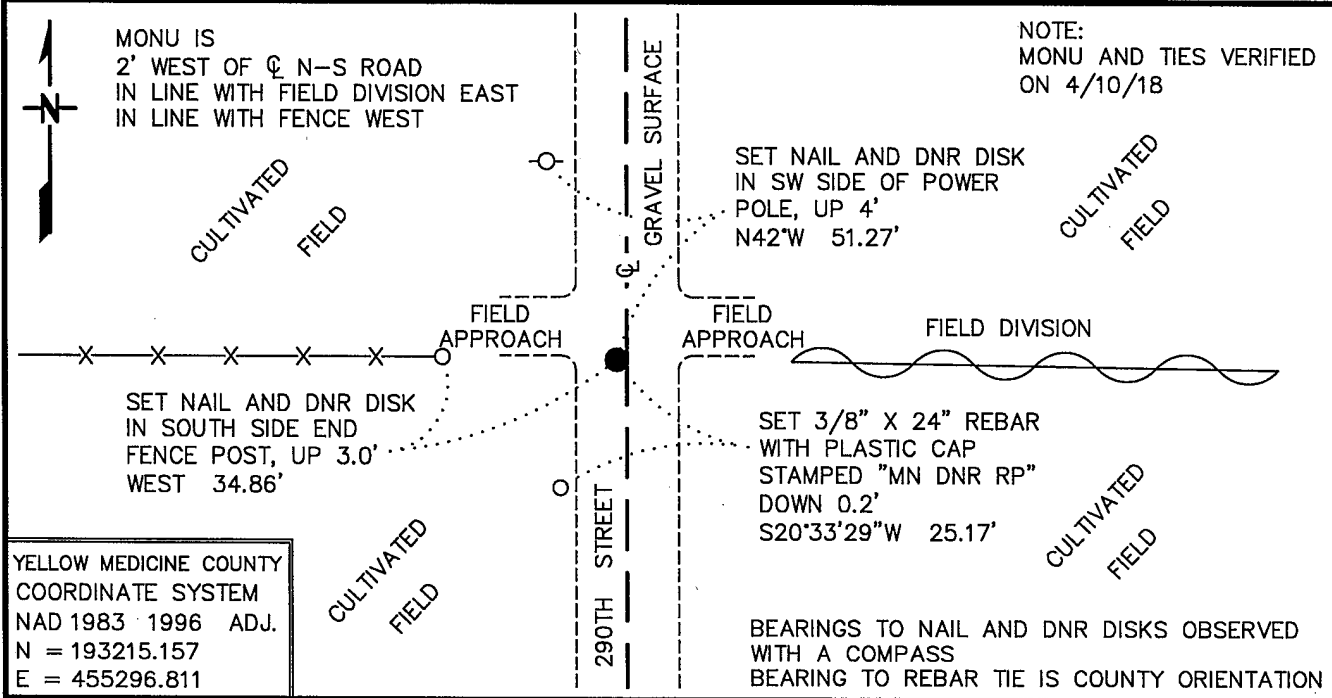 MONU IS
2' WEST OF ℄ N-S ROAD
IN LINE WITH FIELD DIVISION EAST
IN LINE WITH FENCE WEST
N
NOTE:
MONU AND TIES VERIFIED
ON 4/10/18
CULTIVATED
FIELD
GRAVEL SURFACE
℄
SET NAIL AND DNR DISK
IN SW SIDE OF POWER
POLE, UP 4'
N42°W 51.27'
CULTIVATED
FIELD
FIELD
APPROACH
FIELD
APPROACH
FIELD DIVISION
SET NAIL AND DNR DISK
IN SOUTH SIDE END
FENCE POST, UP 3.0'
WEST 34.86'
SET 3/8" X 24" REBAR
WITH PLASTIC CAP
STAMPED "MN DNR RP"
DOWN 0.2'
S20°33'29"W 25.17'
CULTIVATED
FIELD
290TH STREET
CULTIVATED
FIELD
YELLOW MEDICINE COUNTY
COORDINATE SYSTEM
NAD 1983 1996 ADJ.
N = 193215.157
E = 455296.811
BEARINGS TO NAIL AND DNR DISKS OBSERVED
WITH A COMPASS
BEARING TO REBAR TIE IS COUNTY ORIENTATION